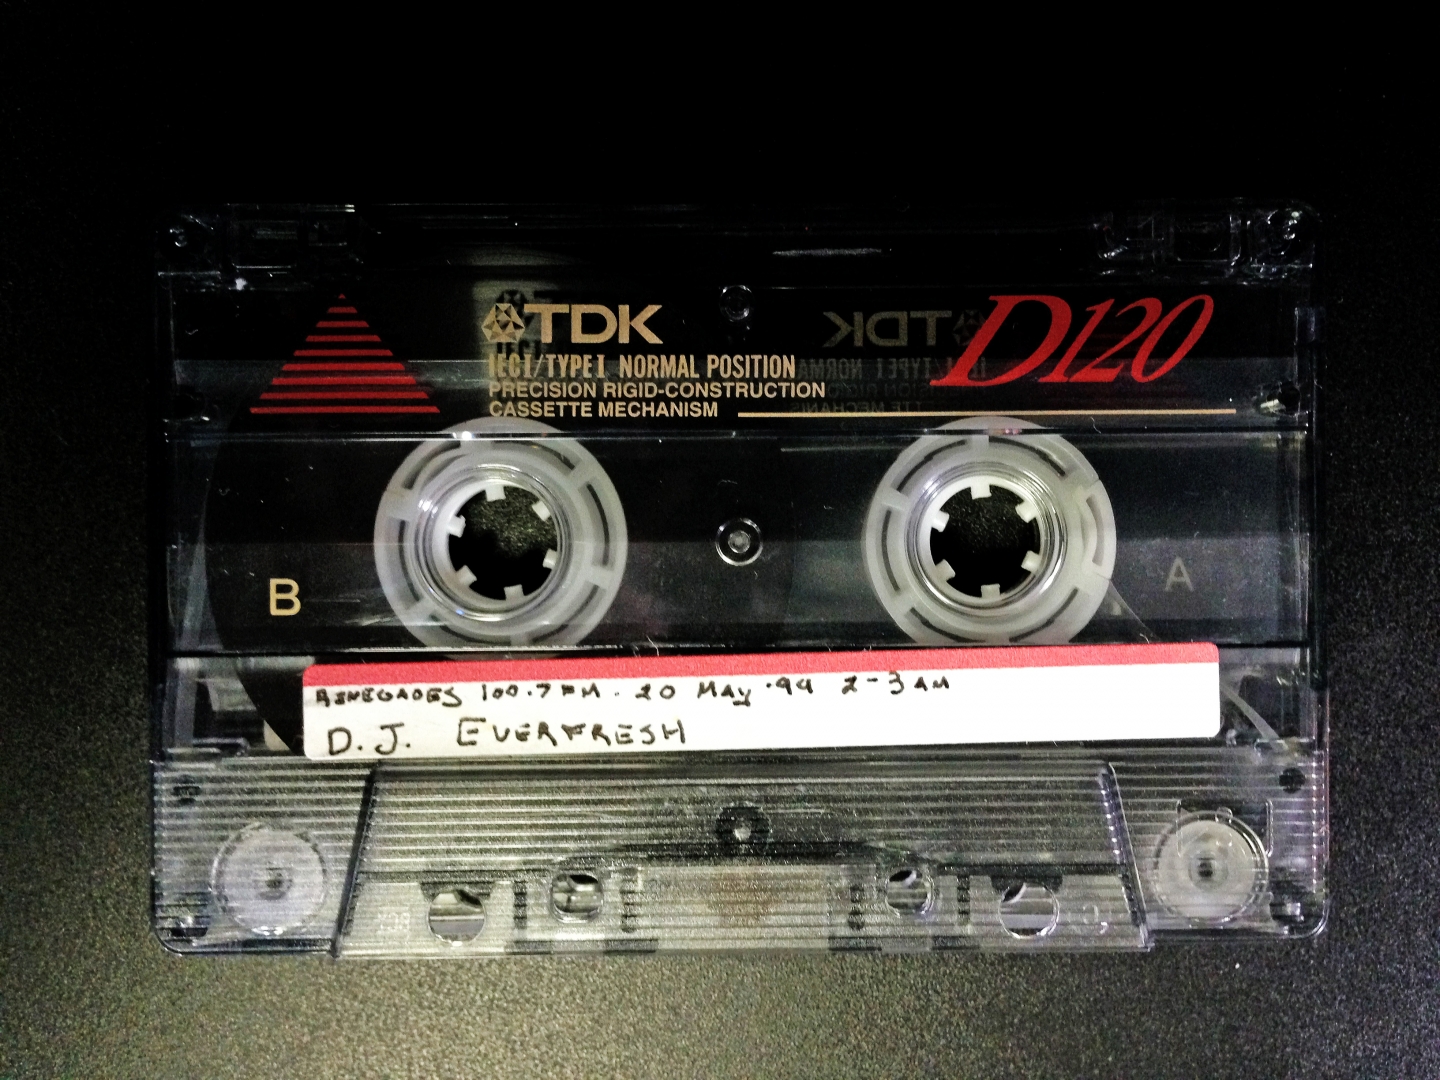 TDK
D120
IECI/TYPE I NORMAL POSITION
PRECISION RIGID-CONSTRUCTION
CASSETTE MECHANISM
B
A
RENEGADES 100.7 FM. 20 May '94 2-3 AM
D.J. EVERFRESH